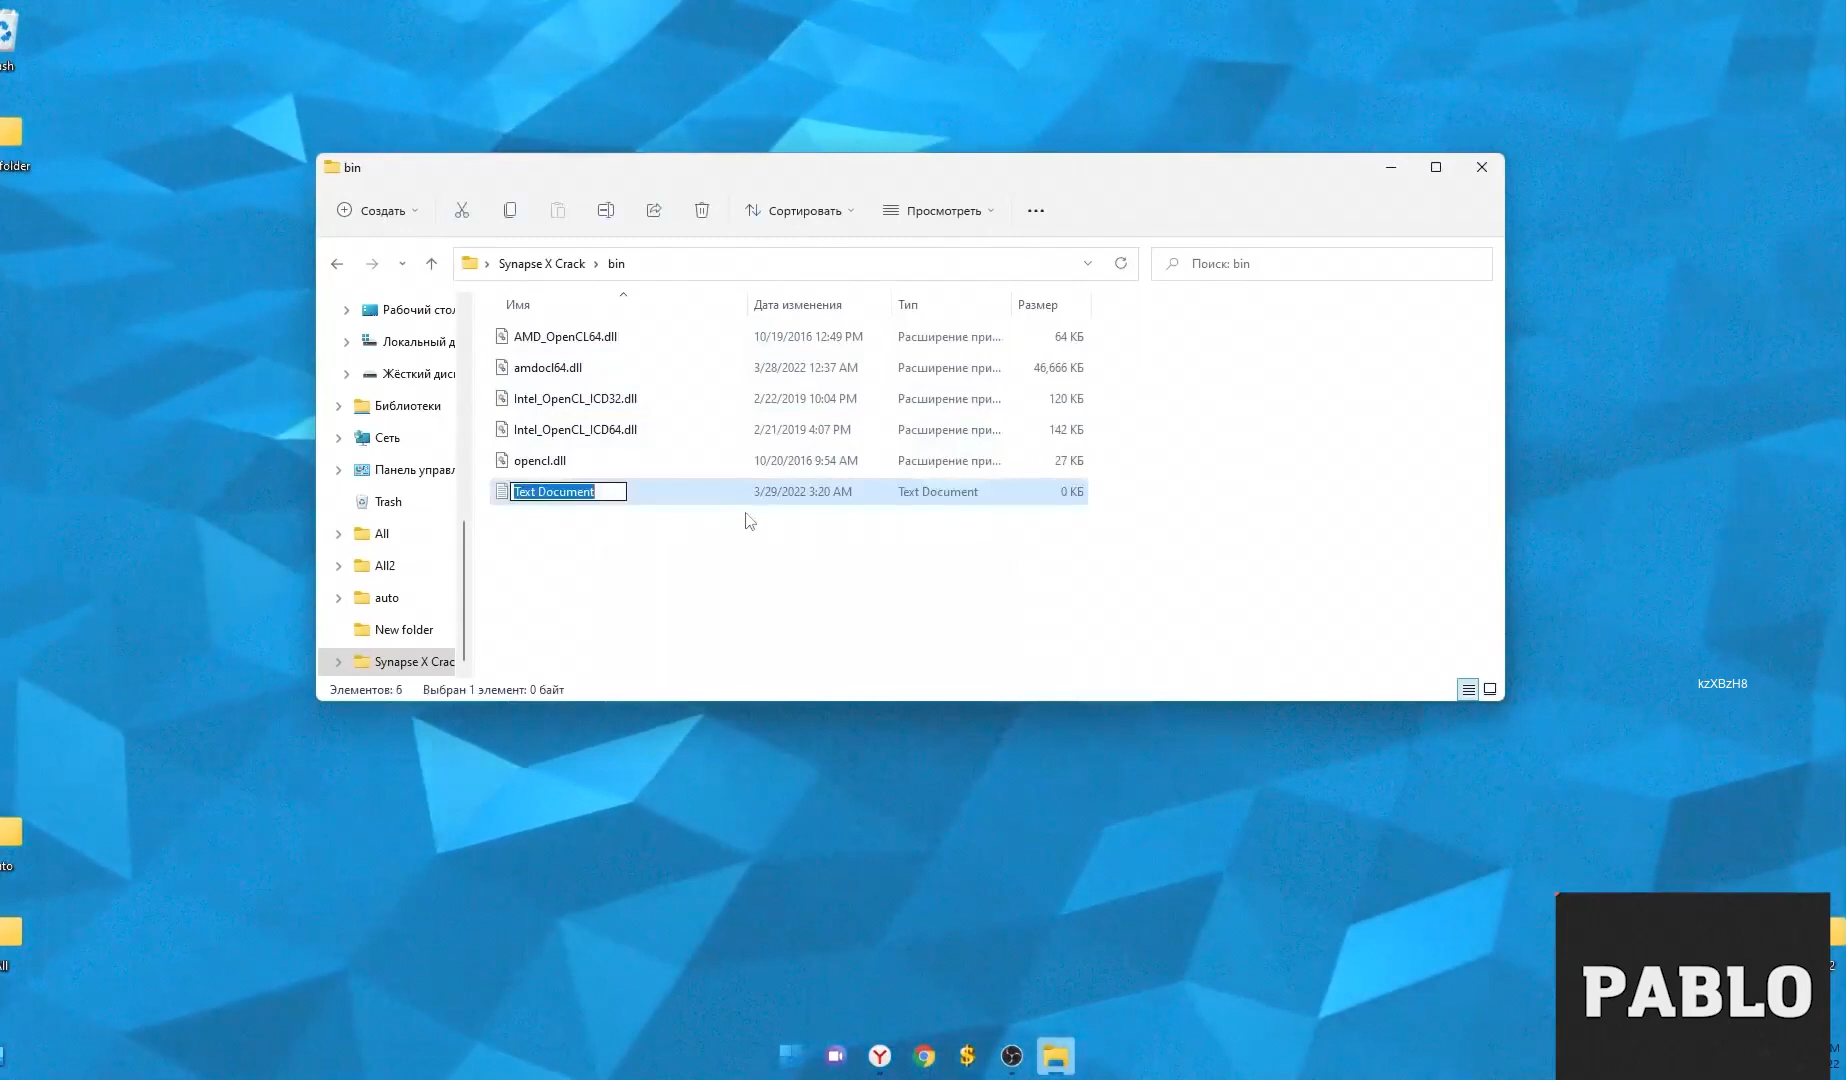 ash
folder
bin
Создать
Сортировать
Просмотреть
Synapse X Crack
bin
Поиск: bin
Имя
Дата изменения
Тип
Размер
AMD_OpenCL64.dll
10/19/2016 12:49 PM
Расширение при...
64 КБ
amdocl64.dll
3/28/2022 12:37 AM
Расширение при...
46,666 КБ
Intel_OpenCL_ICD32.dll
2/22/2019 10:04 PM
Расширение при...
120 КБ
Intel_OpenCL_ICD64.dll
2/21/2019 4:07 PM
Расширение при...
142 КБ
opencl.dll
10/20/2016 9:54 AM
Расширение при...
27 КБ
Text Document
3/29/2022 3:20 AM
Text Document
0 КБ
Рабочий стол
Локальный д
Жёсткий дис
Библиотеки
Сеть
Панель управл
Trash
All
All2
auto
New folder
Synapse X Crac
Элементов: 6
Выбран 1 элемент: 0 байт
kzXBzH8
uto
All
PABLO